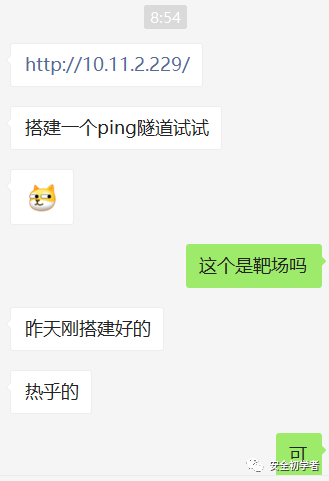 8:54
http://10.11.2.229/
搭建一个ping隧道试试
这个是靶场吗
昨天刚搭建好的
热乎的
可
安全初学者